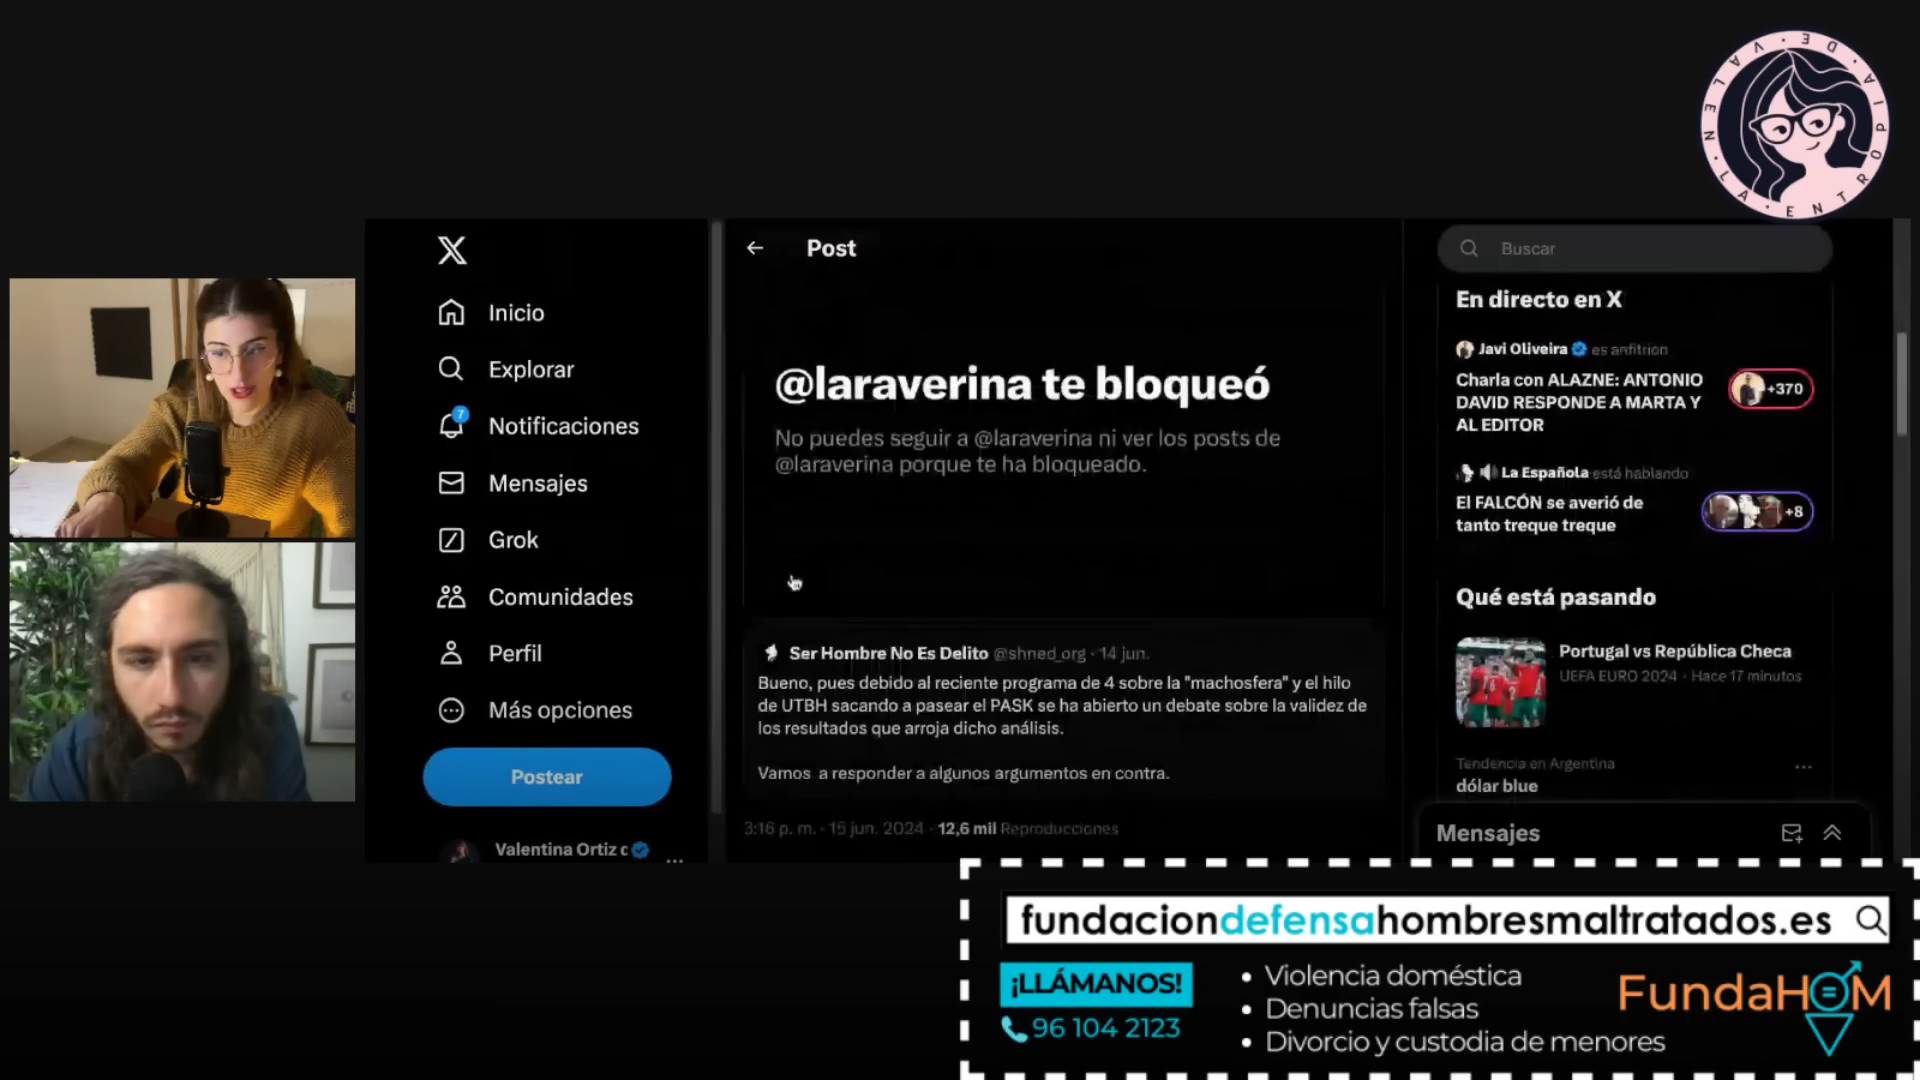 LA ENTROPIA · DE · VALEN ·
X
Inicio
Explorar
7
Notificaciones
Mensajes
Grok
Comunidades
Perfil
Más opciones
Postear
Valentina Ortiz
Post
@laraverina te bloqueó
No puedes seguir a @laraverina ni ver los posts de
@laraverina porque te ha bloqueado.
Ser Hombre No Es Delito @shned_org · 14 jun.
Bueno, pues debido al reciente programa de 4 sobre la "machosfera" y el hilo
de UTBH sacando a pasear el PASK se ha abierto un debate sobre la validez de
los resultados que arroja dicho análisis.
Vamos a responder a algunos argumentos en contra.
3:16 p. m. · 15 jun. 2024 · 12,6 mil Reproducciones
Buscar
En directo en X
Javi Oliveira es anfitrión
Charla con ALAZNE: ANTONIO
DAVID RESPONDE A MARTA Y
AL EDITOR
+370
La Española está hablando
El FALCÓN se averió de
tanto treque treque
+8
Qué está pasando
Portugal vs República Checa
UEFA EURO 2024 · Hace 17 minutos
Tendencia en Argentina
dólar blue
Mensajes
fundaciondefensahombresmaltratados.es
¡LLÁMANOS!
96 104 2123
• Violencia doméstica
• Denuncias falsas
• Divorcio y custodia de menores
FundaHOM